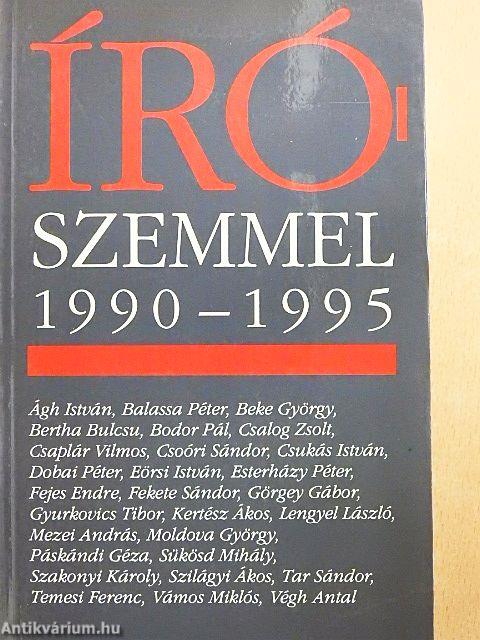 ÍRÓ-
SZEMMEL
1990 – 1995
Ágh István, Balassa Péter, Beke György,
Bertha Bulcsu, Bodor Pál, Csalog Zsolt,
Csaplár Vilmos, Csoóri Sándor, Csukás István,
Dobai Péter, Eörsi István, Esterházy Péter,
Fejes Endre, Fekete Sándor, Görgey Gábor,
Gyurkovics Tibor, Kertész Ákos, Lengyel László,
Mezei András, Moldova György,
Páskándi Géza, Sükösd Mihály,
Szakonyi Károly, Szilágyi Ákos, Tar Sándor,
Temesi Ferenc, Vámos Miklós, Végh Antal
Antikvárium.hu